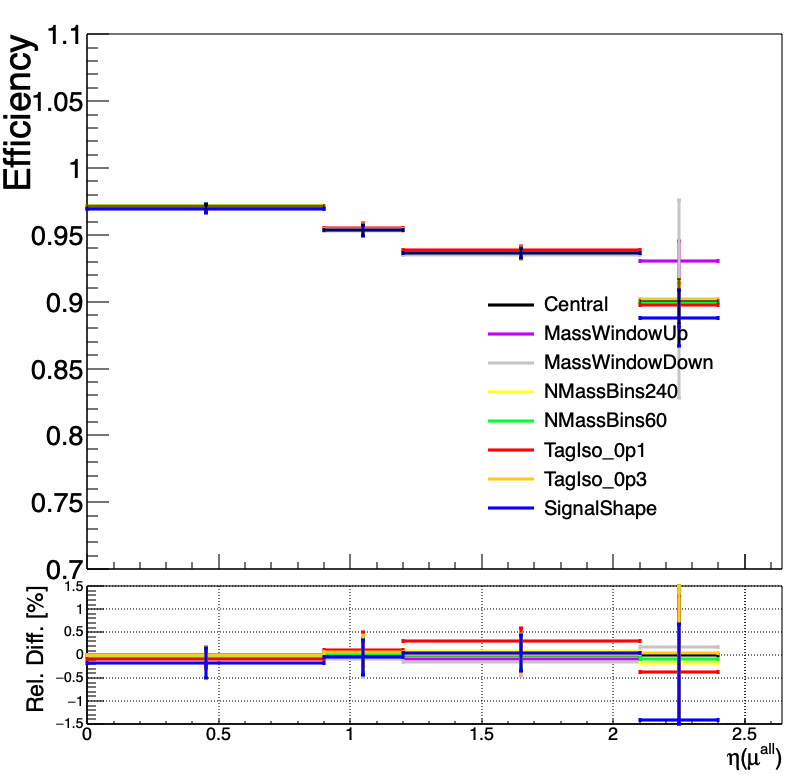 Efficiency
1.1
1.05
1
0.95
0.9
0.85
0.8
0.75
0.7
Central
MassWindowUp
MassWindowDown
NMassBins240
NMassBins60
TagIso_0p1
TagIso_0p3
SignalShape
Rel. Diff. [%]
1.5
1
0.5
0
−0.5
−1
−1.5
0 0.5 1 1.5 2 2.5
η(μ^all)